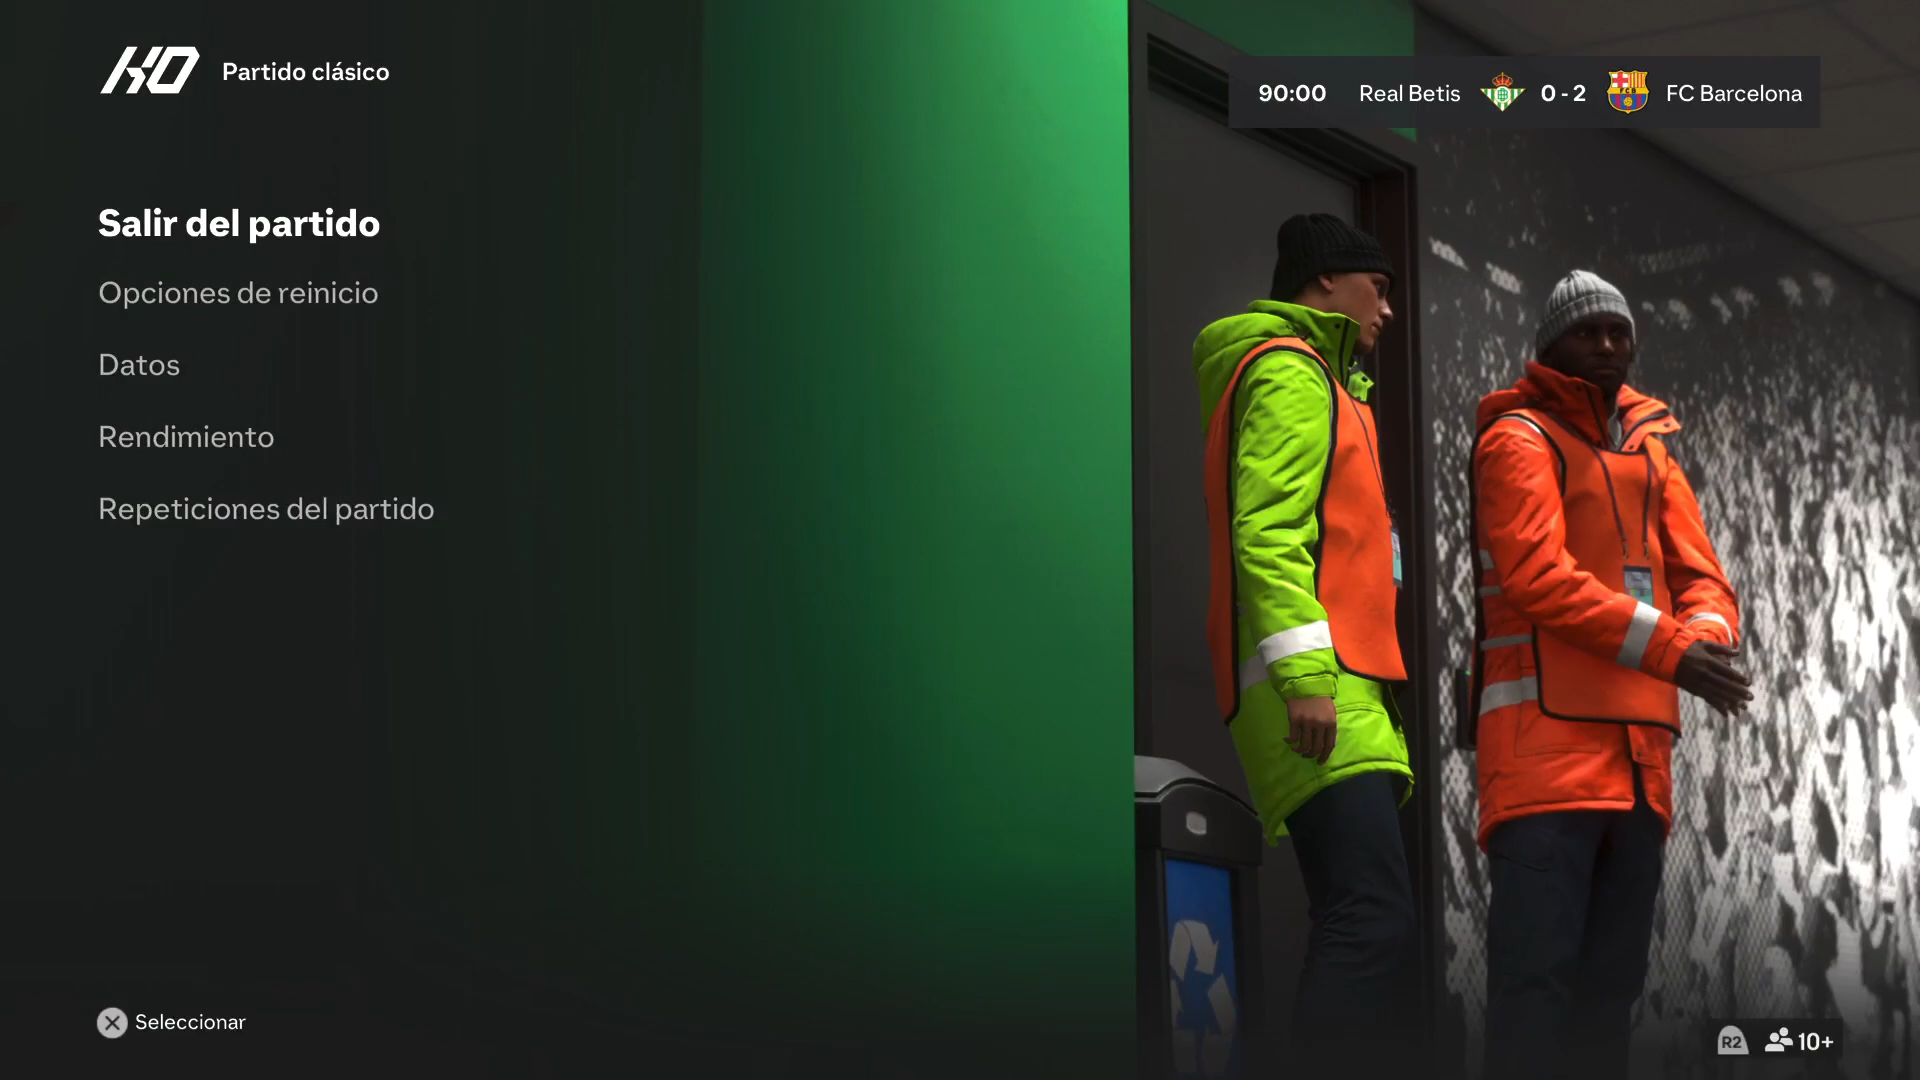 KO Partido clásico
90:00 Real Betis 0 - 2 FC Barcelona
Salir del partido
Opciones de reinicio
Datos
Rendimiento
Repeticiones del partido
Seleccionar
R2 10+